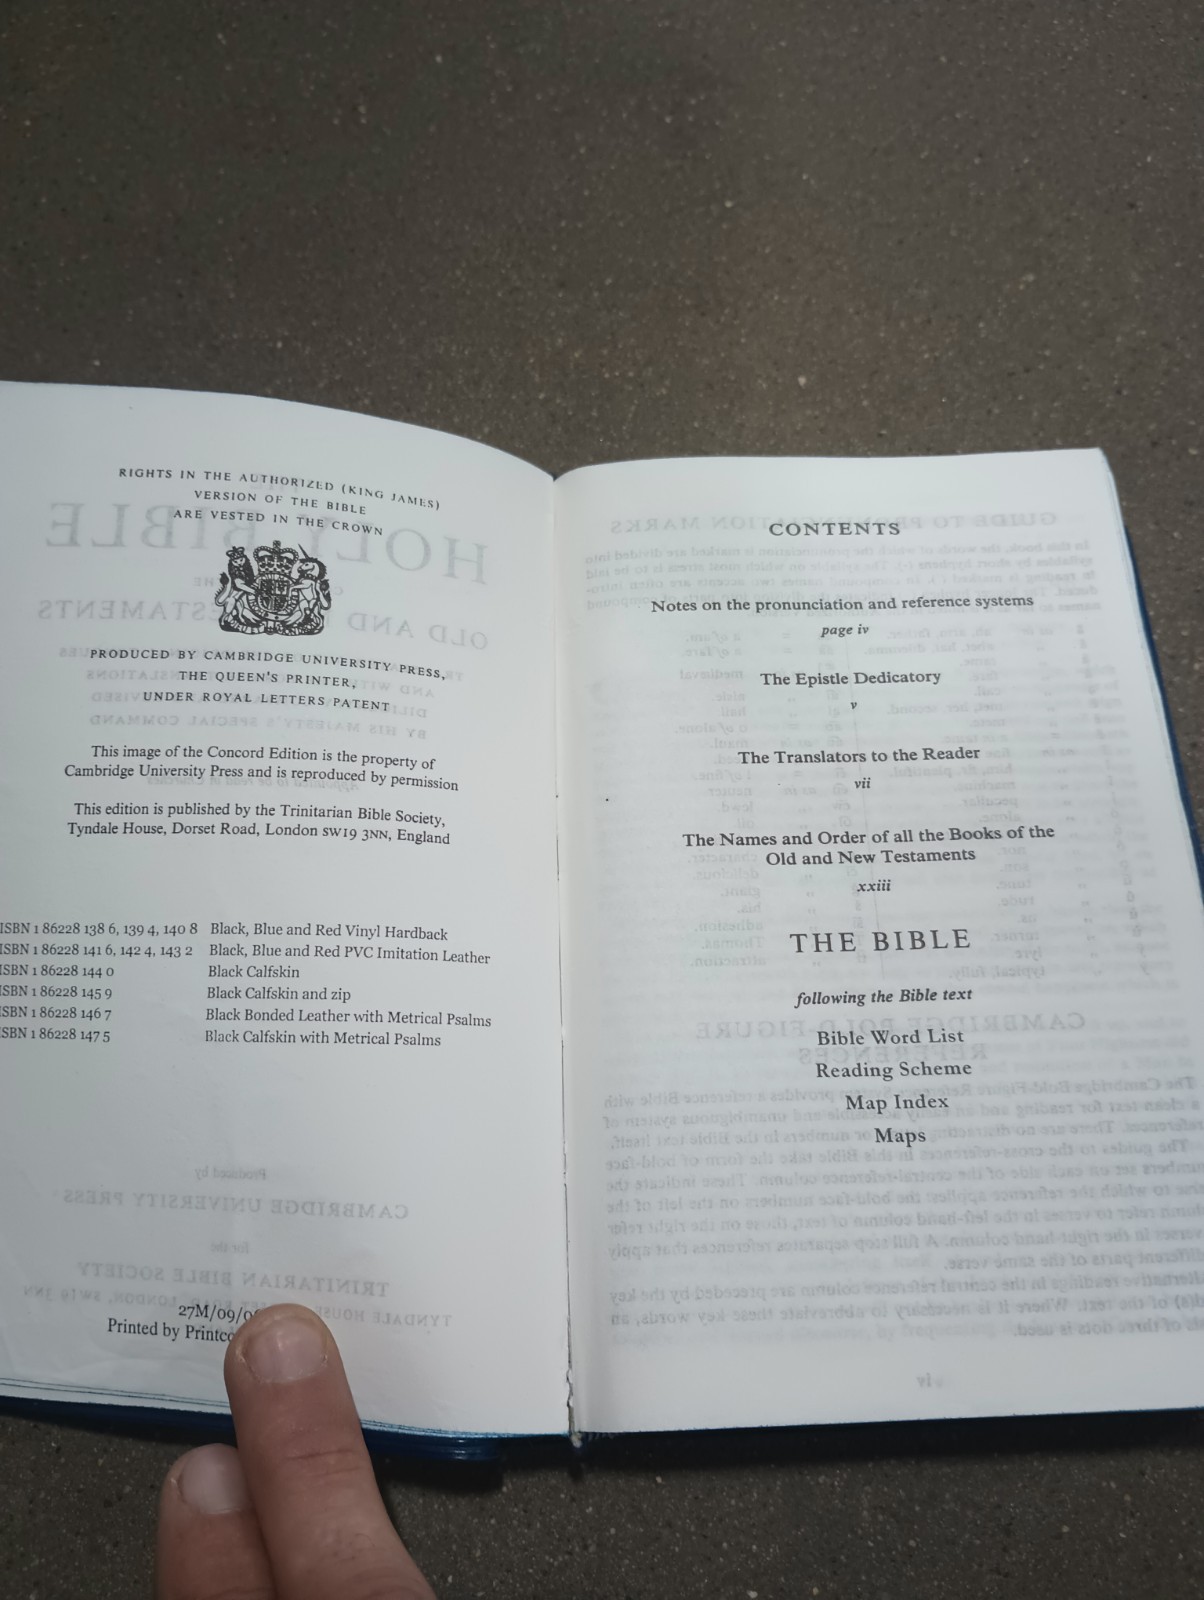 RIGHTS IN THE AUTHORIZED (KING JAMES)
VERSION OF THE BIBLE
ARE VESTED IN THE CROWN
PRODUCED BY CAMBRIDGE UNIVERSITY PRESS,
THE QUEEN'S PRINTER,
UNDER ROYAL LETTERS PATENT
This image of the Concord Edition is the property of
Cambridge University Press and is reproduced by permission
This edition is published by the Trinitarian Bible Society,
Tyndale House, Dorset Road, London SW19 3NN, England
ISBN 1 86228 138 6, 139 4, 140 8 Black, Blue and Red Vinyl Hardback
ISBN 1 86228 141 6, 142 4, 143 2 Black, Blue and Red PVC Imitation Leather
ISBN 1 86228 144 0 Black Calfskin
ISBN 1 86228 145 9 Black Calfskin and zip
ISBN 1 86228 146 7 Black Bonded Leather with Metrical Psalms
ISBN 1 86228 147 5 Black Calfskin with Metrical Psalms
27M/09/0
Printed by
CONTENTS
Notes on the pronunciation and reference systems
page iv
The Epistle Dedicatory
v
The Translators to the Reader
vii
The Names and Order of all the Books of the
Old and New Testaments
xxiii
THE BIBLE
following the Bible text
Bible Word List
Reading Scheme
Map Index
Maps